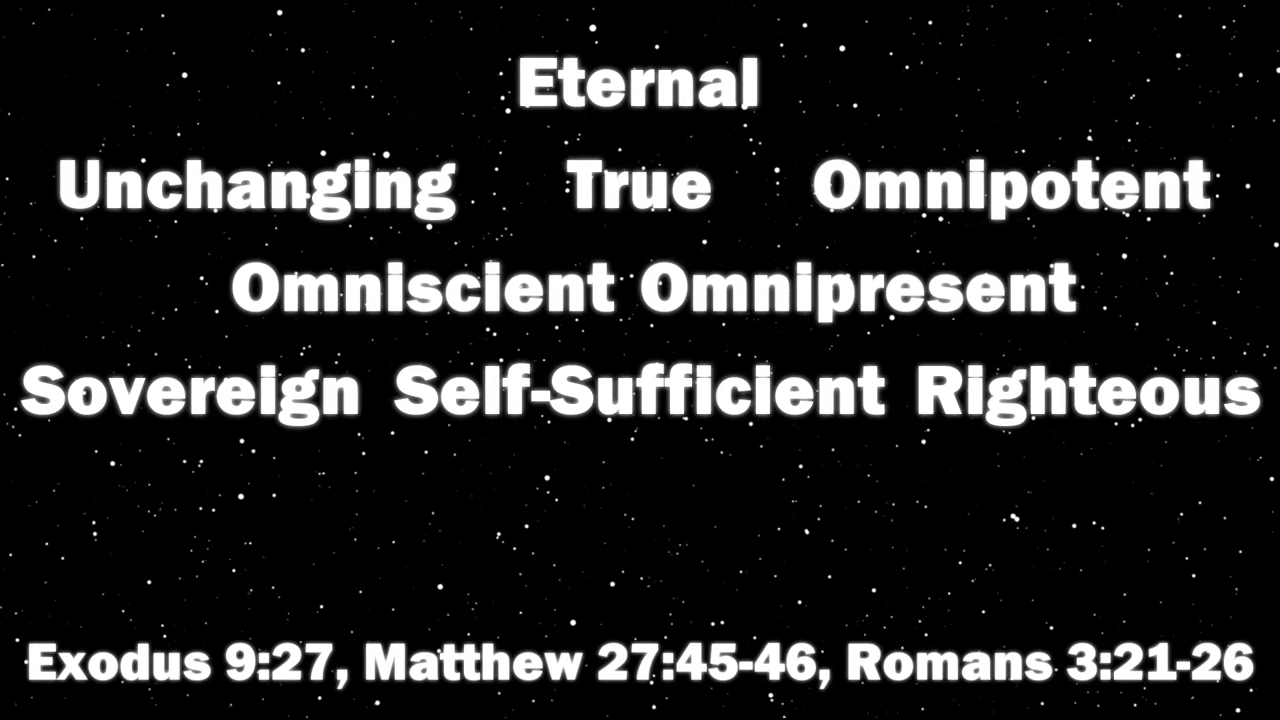 Eternal
Unchanging True Omnipotent
Omniscient Omnipresent
Sovereign Self-Sufficient Righteous
Exodus 9:27, Matthew 27:45-46, Romans 3:21-26